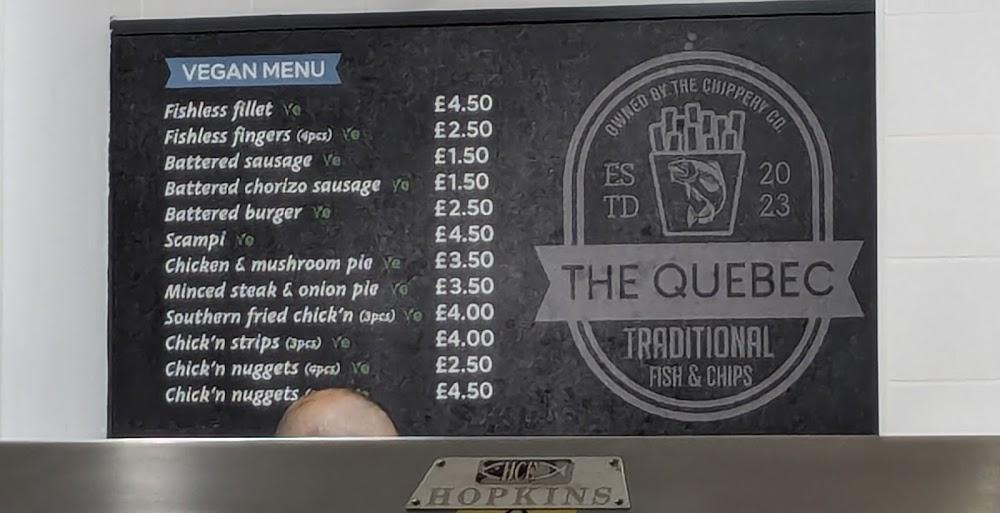 VEGAN MENU
Fishless fillet Ve £4.50
Fishless fingers (4pcs) Ve £2.50
Battered sausage Ve £1.50
Battered chorizo sausage Ve £1.50
Battered burger Ve £2.50
Scampi Ve £4.50
Chicken & mushroom pie Ve £3.50
Minced steak & onion pie Ve £3.50
Southern fried chick'n (3pcs) Ve £4.00
Chick'n strips (3pcs) Ve £4.00
Chick'n nuggets (4pcs) Ve £2.50
Chick'n nuggets £4.50
OWNED BY THE CHIPPERY CO.
ES 20
TD 23
THE QUEBEC
TRADITIONAL
FISH & CHIPS
HCF
HOPKINS